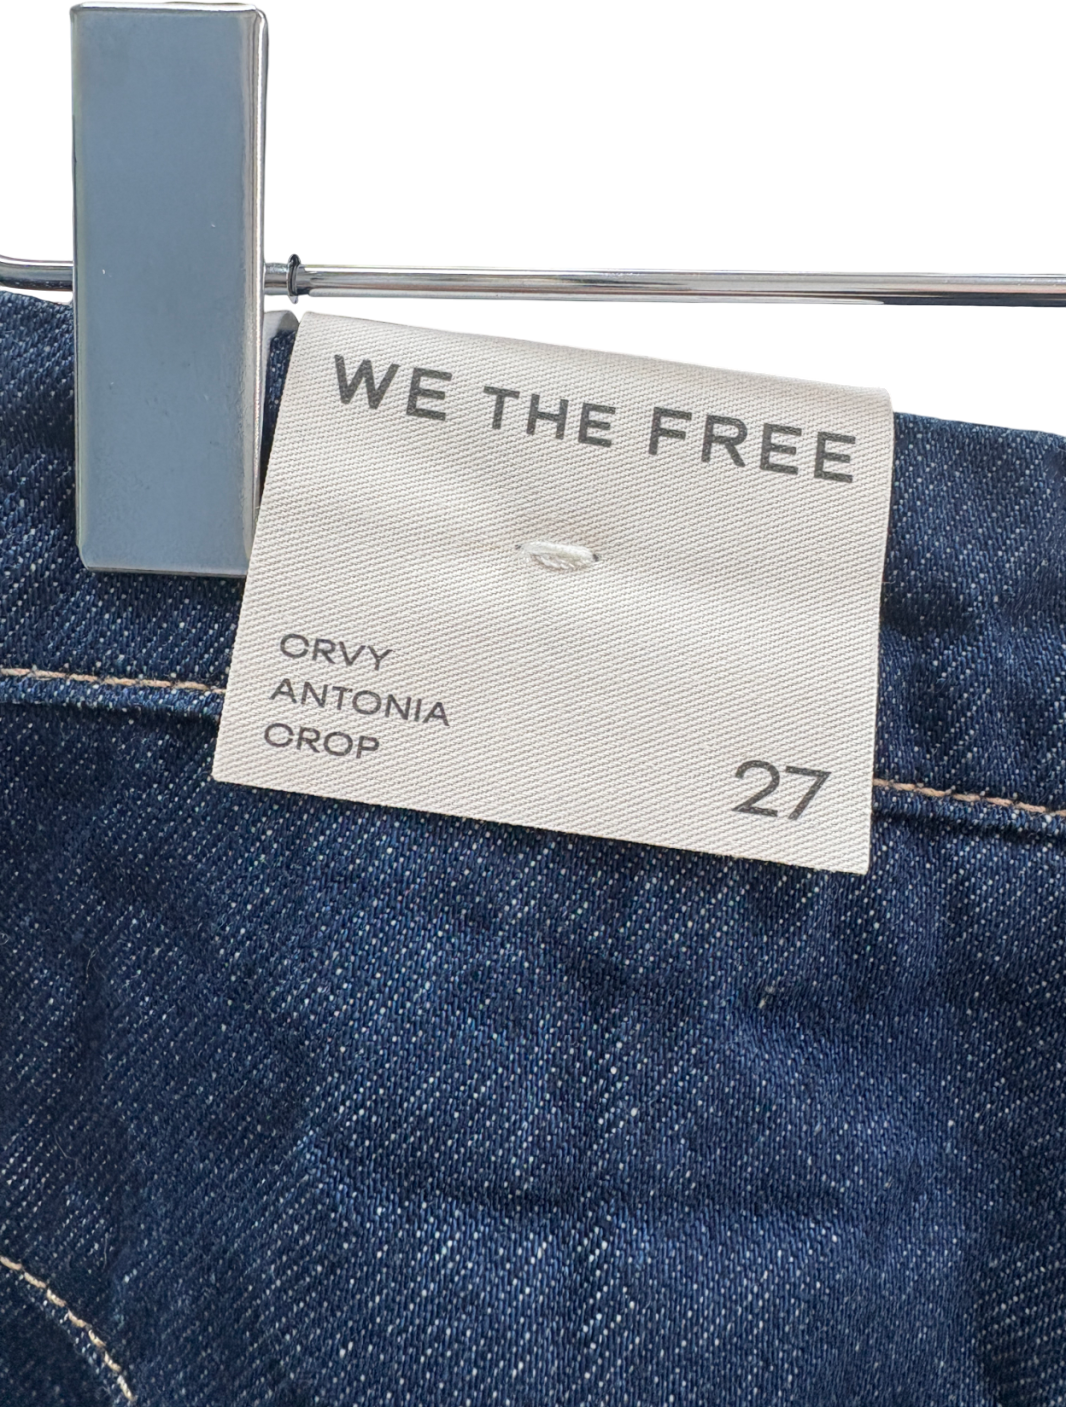 WE THE FREE
CRVY
ANTONIA
CROP
27